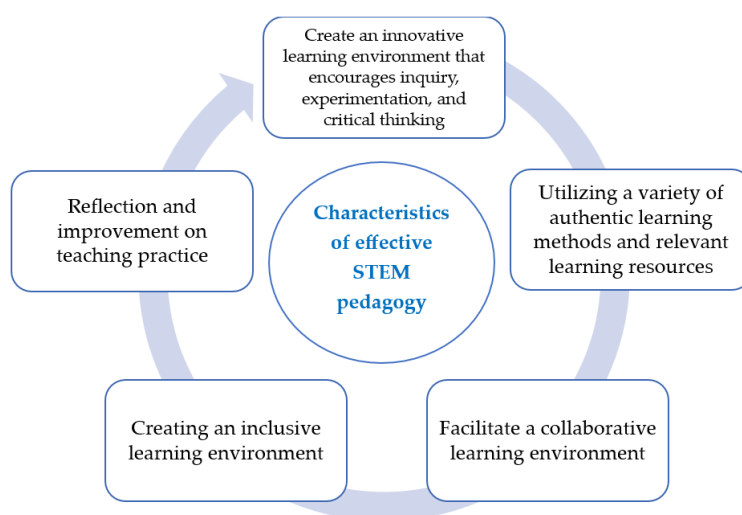 Create an innovative
learning environment that
encourages inquiry,
experimentation, and
critical thinking
Utilizing a variety of
authentic learning
methods and relevant
learning resources
Facilitate a collaborative
learning environment
Creating an inclusive
learning environment
Reflection and
improvement on
teaching practice
Characteristics
of effective
STEM
pedagogy